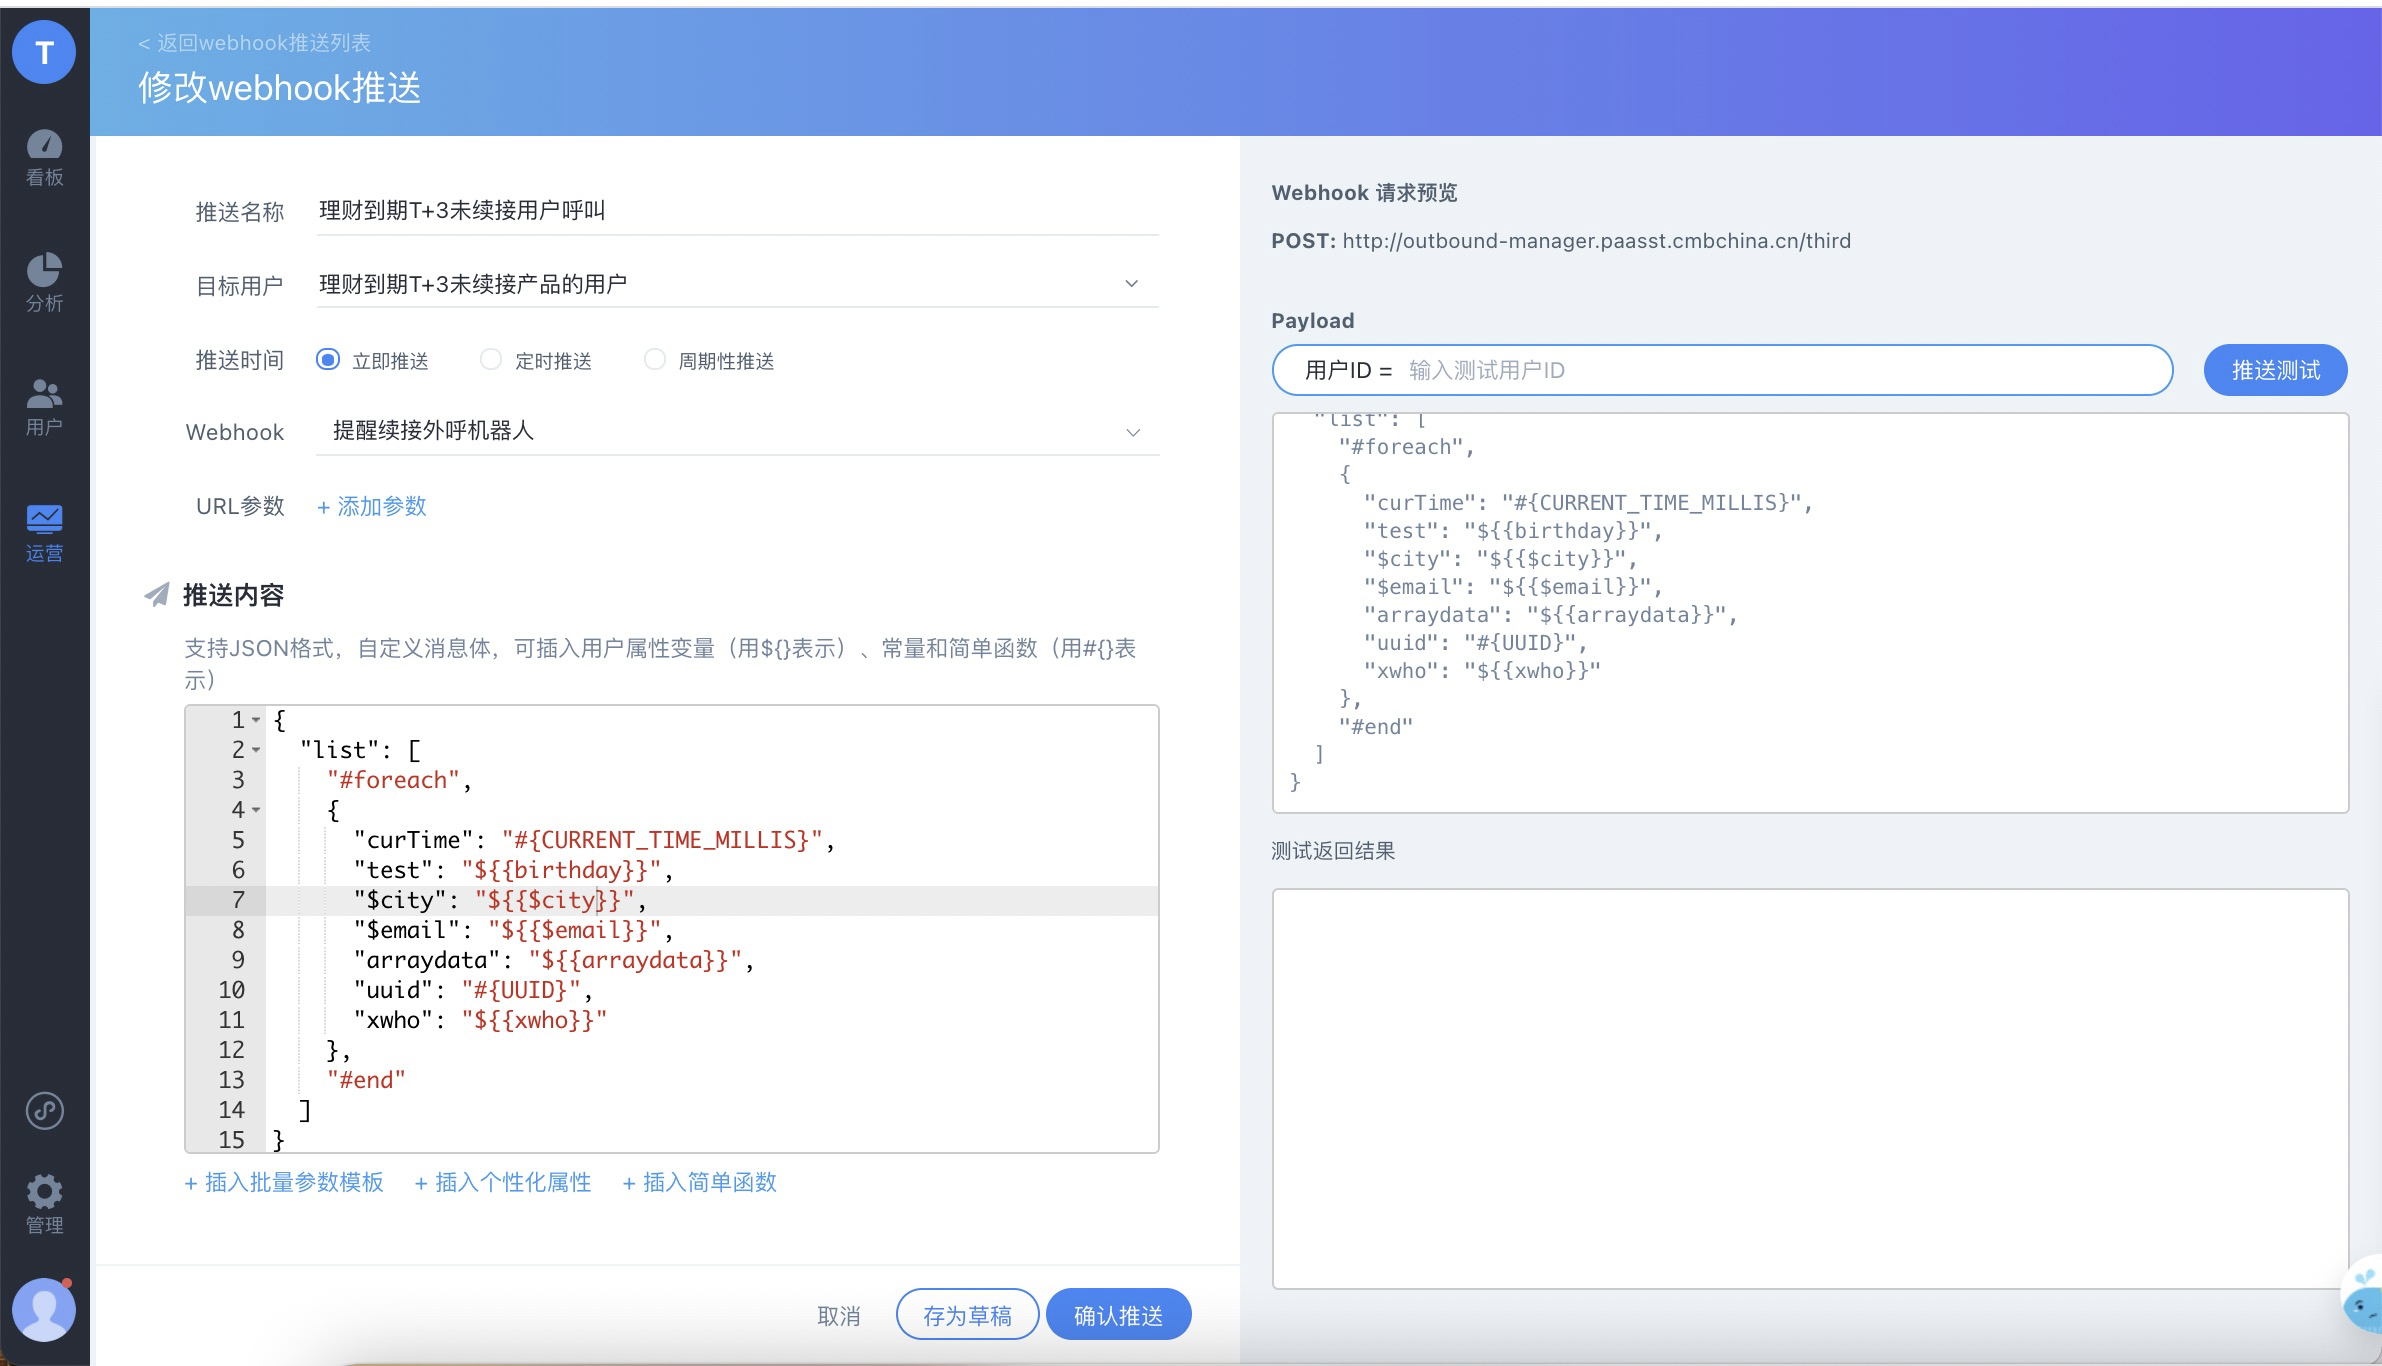 T
看板
分析
用户
运营
管理
< 返回webhook推送列表
修改webhook推送
推送名称 理财到期T+3未续接用户呼叫
目标用户 理财到期T+3未续接产品的用户
推送时间 立即推送 定时推送 周期性推送
Webhook 提醒续接外呼机器人
URL参数 + 添加参数
推送内容
支持JSON格式，自定义消息体，可插入用户属性变量（用${}表示）、常量和简单函数（用#{}表
示）
1 {
2 "list": [
3 "#foreach",
4 {
5 "curTime": "#{CURRENT_TIME_MILLIS}",
6 "test": "${{birthday}}",
7 "$city": "${{$city}}",
8 "$email": "${{$email}}",
9 "arraydata": "${{arraydata}}",
10 "uuid": "#{UUID}",
11 "xwho": "${{xwho}}"
12 },
13 "#end"
14 ]
15 }
+ 插入批量参数模板 + 插入个性化属性 + 插入简单函数
取消 存为草稿 确认推送
Webhook 请求预览
POST: http://outbound-manager.paasst.cmbchina.cn/third
Payload
用户ID = 输入测试用户ID 推送测试
"list": [
"#foreach",
{
"curTime": "#{CURRENT_TIME_MILLIS}",
"test": "${{birthday}}",
"$city": "${{$city}}",
"$email": "${{$email}}",
"arraydata": "${{arraydata}}",
"uuid": "#{UUID}",
"xwho": "${{xwho}}"
},
"#end"
]
}
测试返回结果